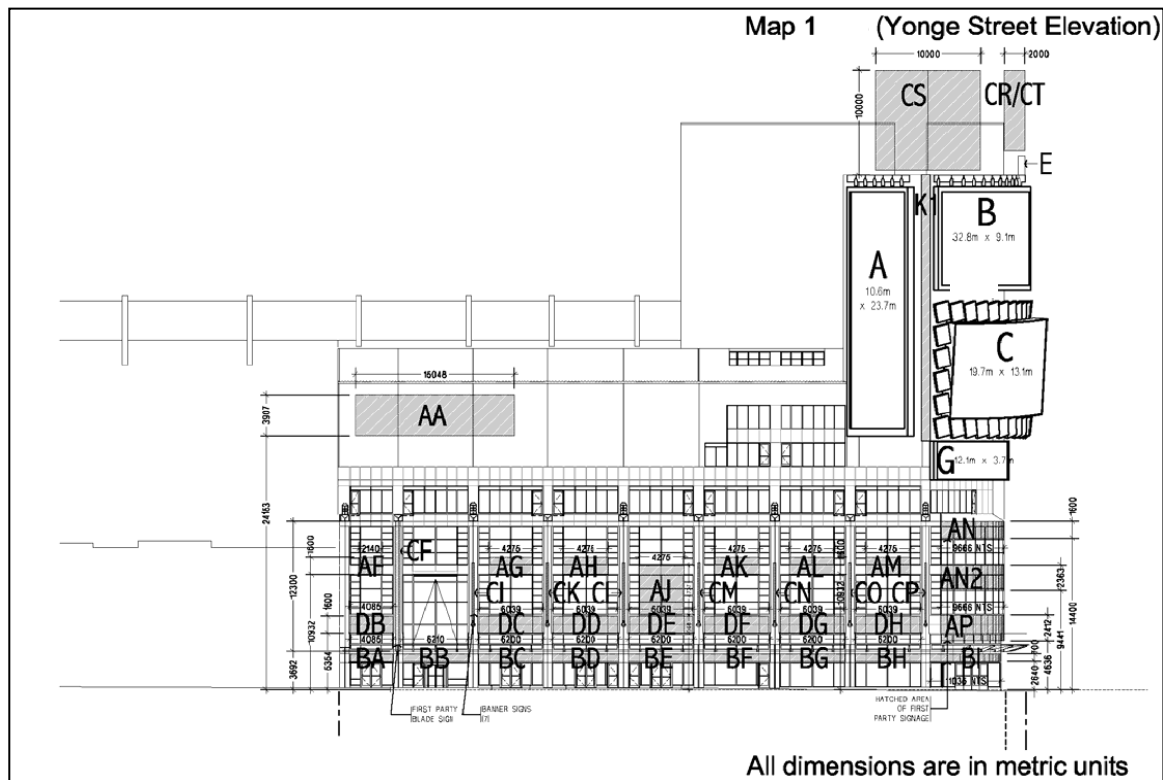 Map 1 (Yonge Street Elevation)
10000
2000
CS
CR/CT
10000
E
K1
B
32.8m x 9.1m
A
10.6m
x 23.7m
C
19.7m x 13.1m
15048
3907
AA
G
12.1m x 3.7m
24163
1600
AN
9666 NTS
CF
2140
4275
4275
4275
4275
4275
4275
1600
AF
AG
AH
AJ
AK
AL
AM
AN2
2363
12300
CI
CK
CM
CN
CO
CP
10932
14400
1600
4085
6039
6039
6039
6039
6039
6039
9666 NTS
DB
DC
DD
DE
DF
DG
DH
AP
2412
9441
10932
4085
6210
6200
6200
6200
6200
6200
6200
BA
BB
BC
BD
BE
BF
BG
BH
BI
3692
5354
2646
4636
FIRST PARTY
BLADE SIGN
BANNER SIGNS
(7)
HATCHED AREA
OF FIRST
PARTY SIGNAGE
All dimensions are in metric units